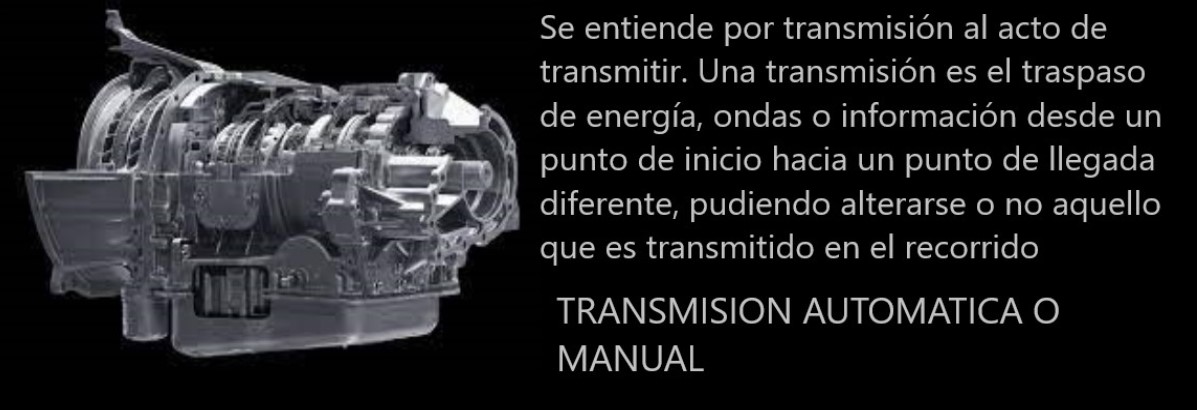 Se entiende por transmisión al acto de
transmitir. Una transmisión es el traspaso
de energía, ondas o información desde un
punto de inicio hacia un punto de llegada
diferente, pudiendo alterarse o no aquello
que es transmitido en el recorrido
TRANSMISION AUTOMATICA O
MANUAL